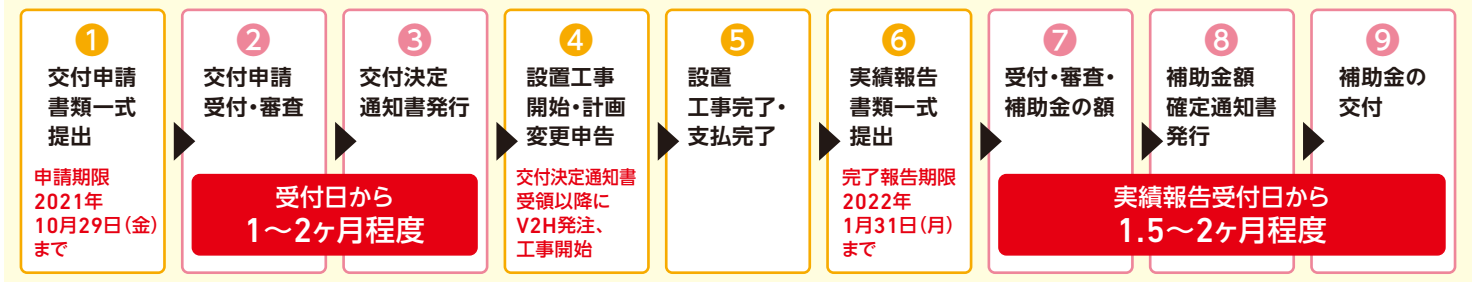 1
交付申請
書類一式
提出
申請期限
2021年
10月29日(金)
まで
2
交付申請
受付・審査
3
交付決定
通知書発行
受付日から
1〜2ヶ月程度
4
設置工事
開始・計画
変更申告
交付決定通知書
受領以降に
V2H発注、
工事開始
5
設置
工事完了・
支払完了
6
実績報告
書類一式
提出
完了報告期限
2022年
1月31日(月)
まで
7
受付・審査・
補助金の額
8
補助金額
確定通知書
発行
9
補助金の
交付
実績報告受付日から
1.5〜2ヶ月程度